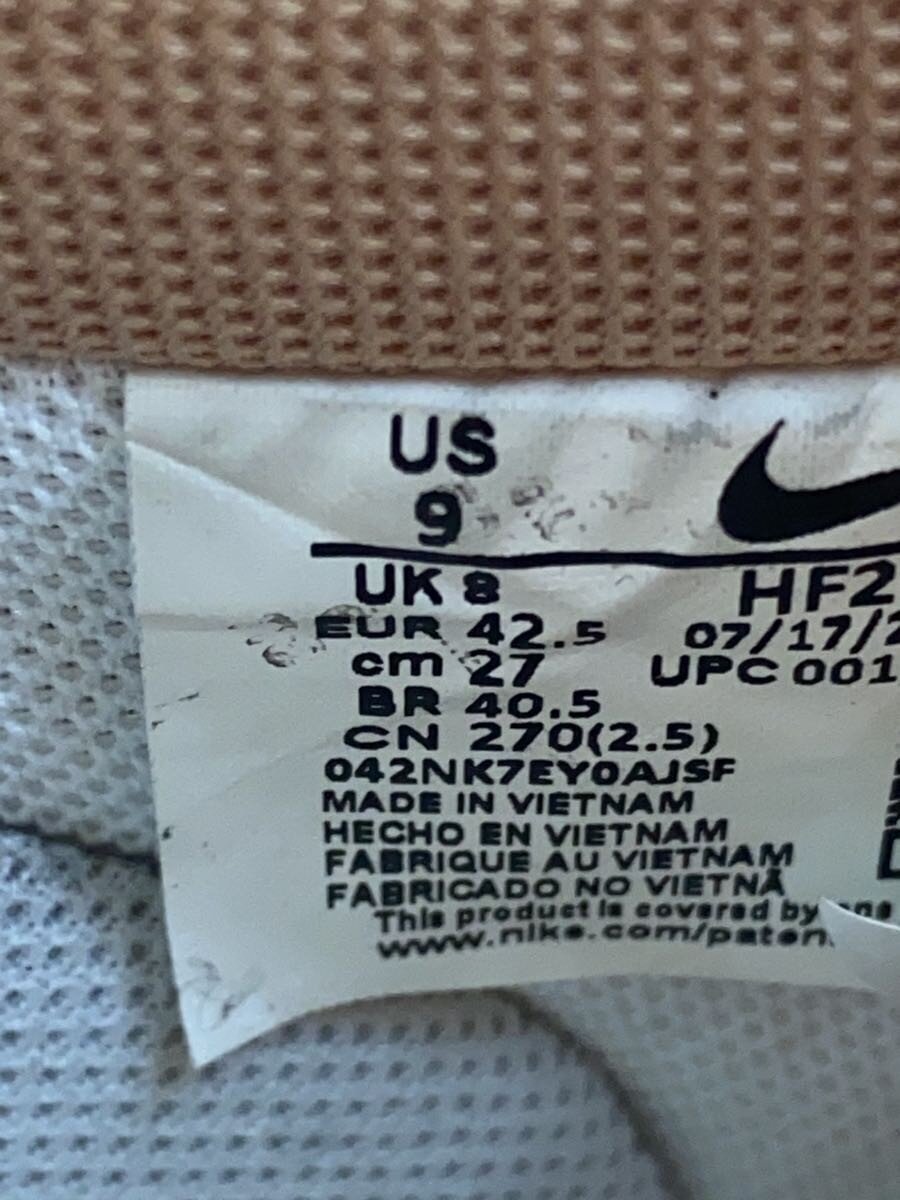 US
9
UK 8
HF2
EUR 42.5
07/17/2
cm 27
UPC 001
BR 40.5
CN 270(2.5)
042NK7EY0AJSF
MADE IN VIETNAM
HECHO EN VIETNAM
FABRIQUE AU VIETNAM
FABRICADO NO VIETNÃ
This product is covered by one
www.nike.com/paten